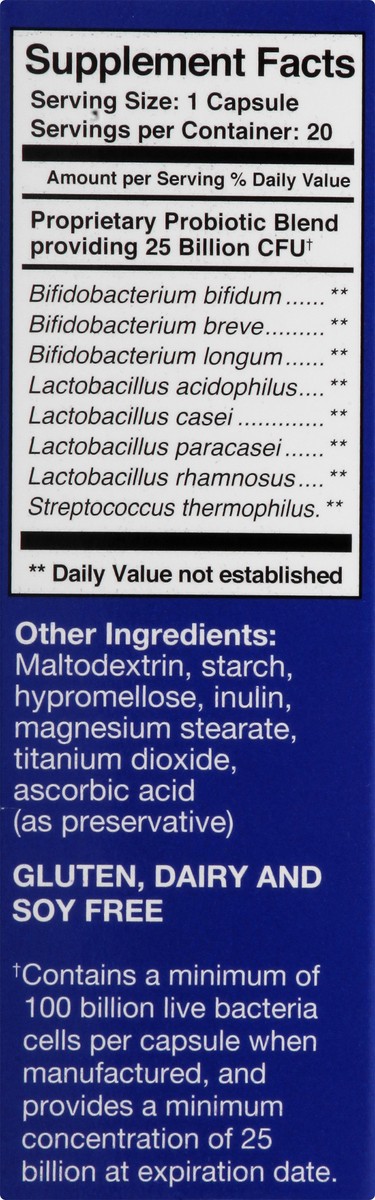 Supplement Facts
Serving Size: 1 Capsule
Servings per Container: 20
Amount per Serving % Daily Value
Proprietary Probiotic Blend
providing 25 Billion CFU†
Bifidobacterium bifidum ...... **
Bifidobacterium breve......... **
Bifidobacterium longum...... **
Lactobacillus acidophilus.... **
Lactobacillus casei ............. **
Lactobacillus paracasei ...... **
Lactobacillus rhamnosus.... **
Streptococcus thermophilus. **
** Daily Value not established
Other Ingredients:
Maltodextrin, starch,
hypromellose, inulin,
magnesium stearate,
titanium dioxide,
ascorbic acid
(as preservative)
GLUTEN, DAIRY AND
SOY FREE
†Contains a minimum of
100 billion live bacteria
cells per capsule when
manufactured, and
provides a minimum
concentration of 25
billion at expiration date.